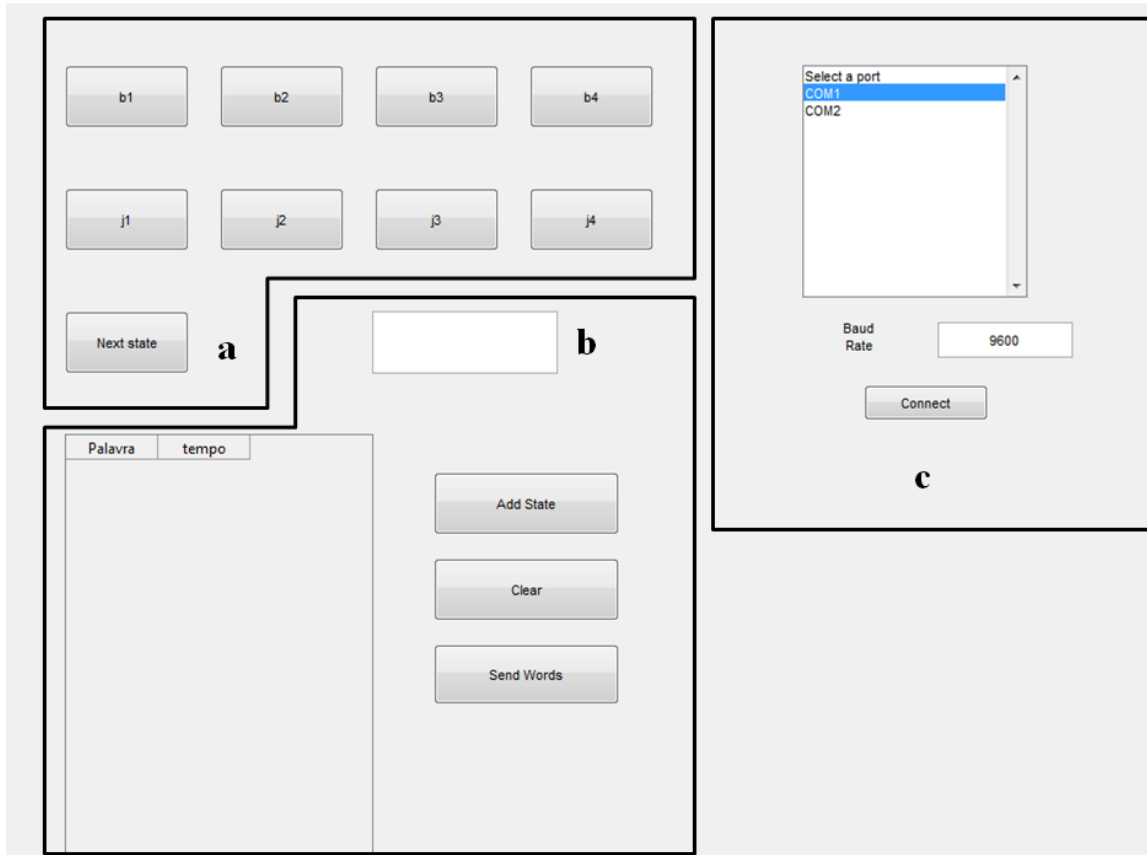 b1 b2 b3 b4
j1 j2 j3 j4
Next state
a
b
Palavra tempo
Add State
Clear
Send Words
Select a port
COM1
COM2
Baud
Rate
9600
Connect
c